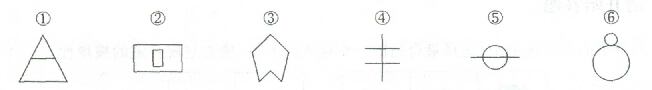 ① ② ③ ④ ⑤ ⑥